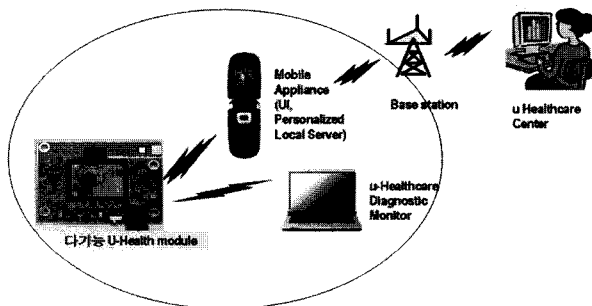 Mobile
Appliance
(UI,
Personalized
Local Server)
Base station
u Healthcare
Center
u-Healthcare
Diagnostic
Monitor
다기능 U-Health module